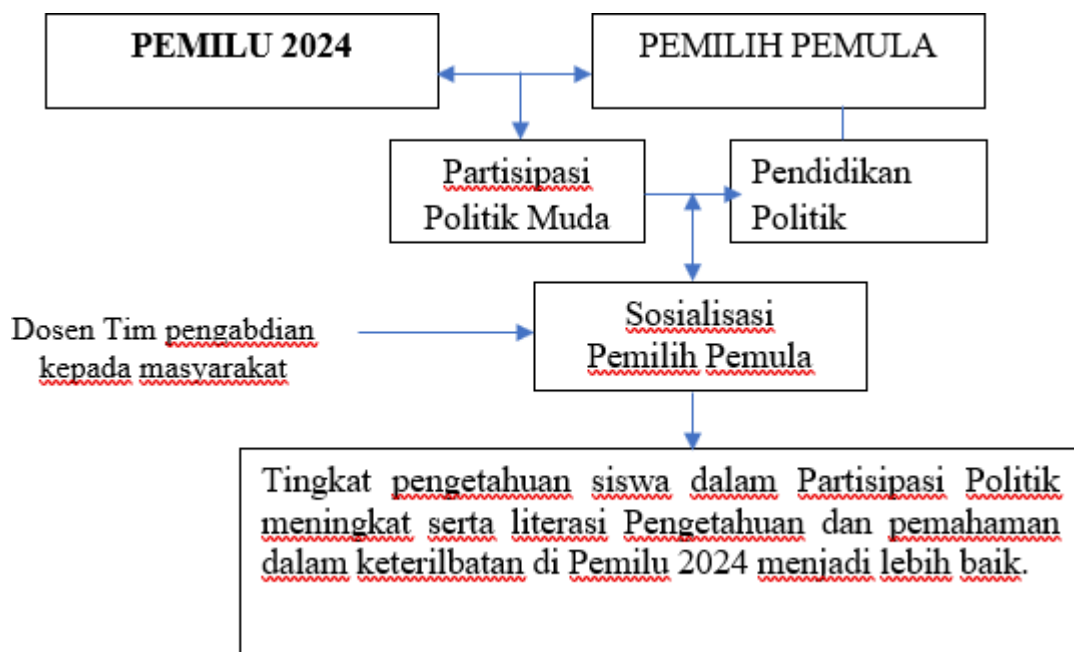 PEMILU 2024
PEMILIH PEMULA
Partisipasi
Politik Muda
Pendidikan
Politik
Sosialisasi
Pemilih Pemula
Dosen Tim pengabdian
kepada masyarakat
Tingkat pengetahuan siswa dalam Partisipasi Politik
meningkat serta literasi Pengetahuan dan pemahaman
dalam keterilbatan di Pemilu 2024 menjadi lebih baik.